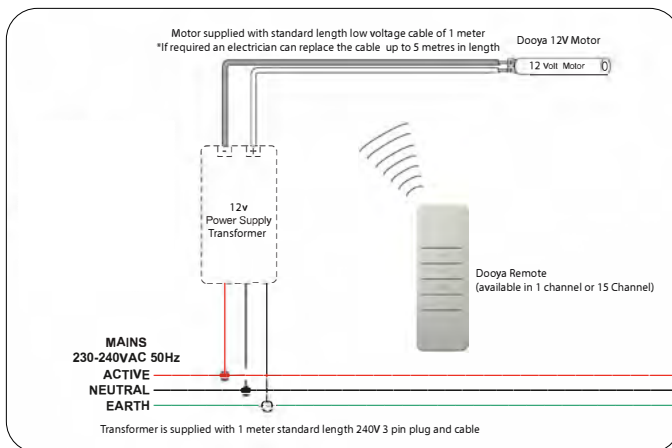 Motor supplied with standard length low voltage cable of 1 meter
*If required an electrician can replace the cable up to 5 metres in length
Dooya 12V Motor
12 Volt Motor
- +
12v
Power Supply
Transformer
Dooya Remote
(available in 1 channel or 15 Channel)
MAINS
230-240VAC 50Hz
ACTIVE
NEUTRAL
EARTH
Transformer is supplied with 1 meter standard length 240V 3 pin plug and cable